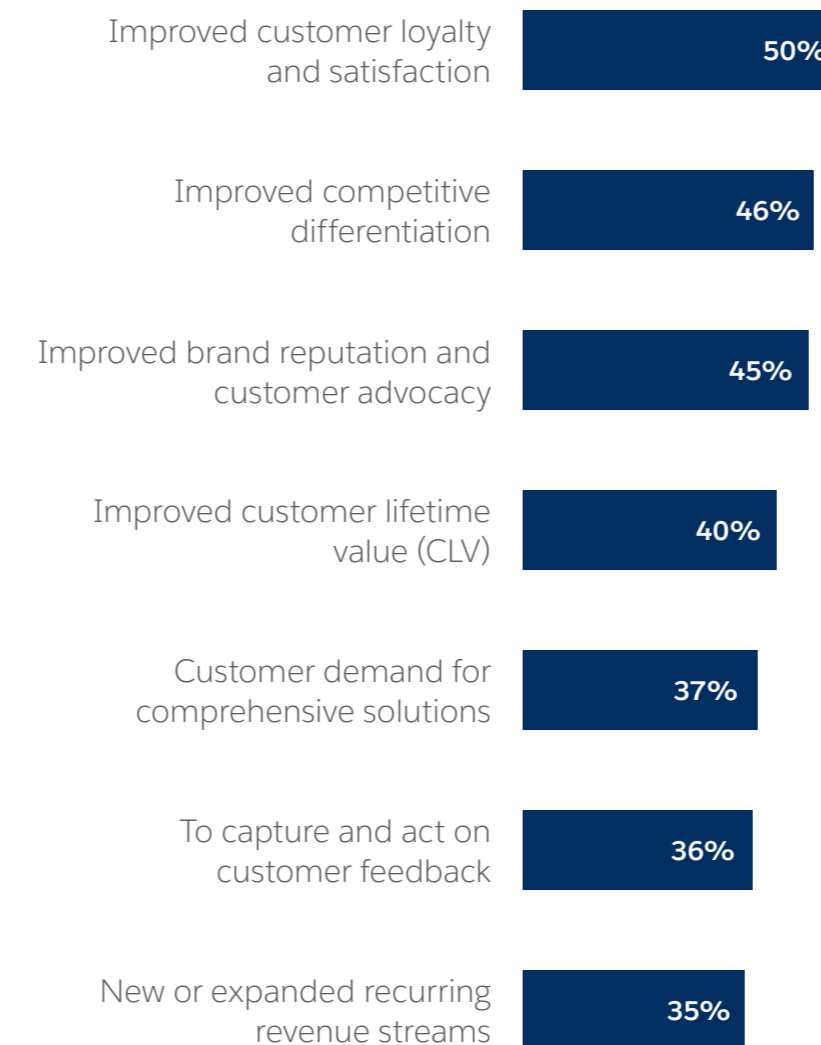 Improved customer loyalty
and satisfaction
50%
Improved competitive
differentiation
46%
Improved brand reputation and
customer advocacy
45%
Improved customer lifetime
value (CLV)
40%
Customer demand for
comprehensive solutions
37%
To capture and act on
customer feedback
36%
New or expanded recurring
revenue streams
35%